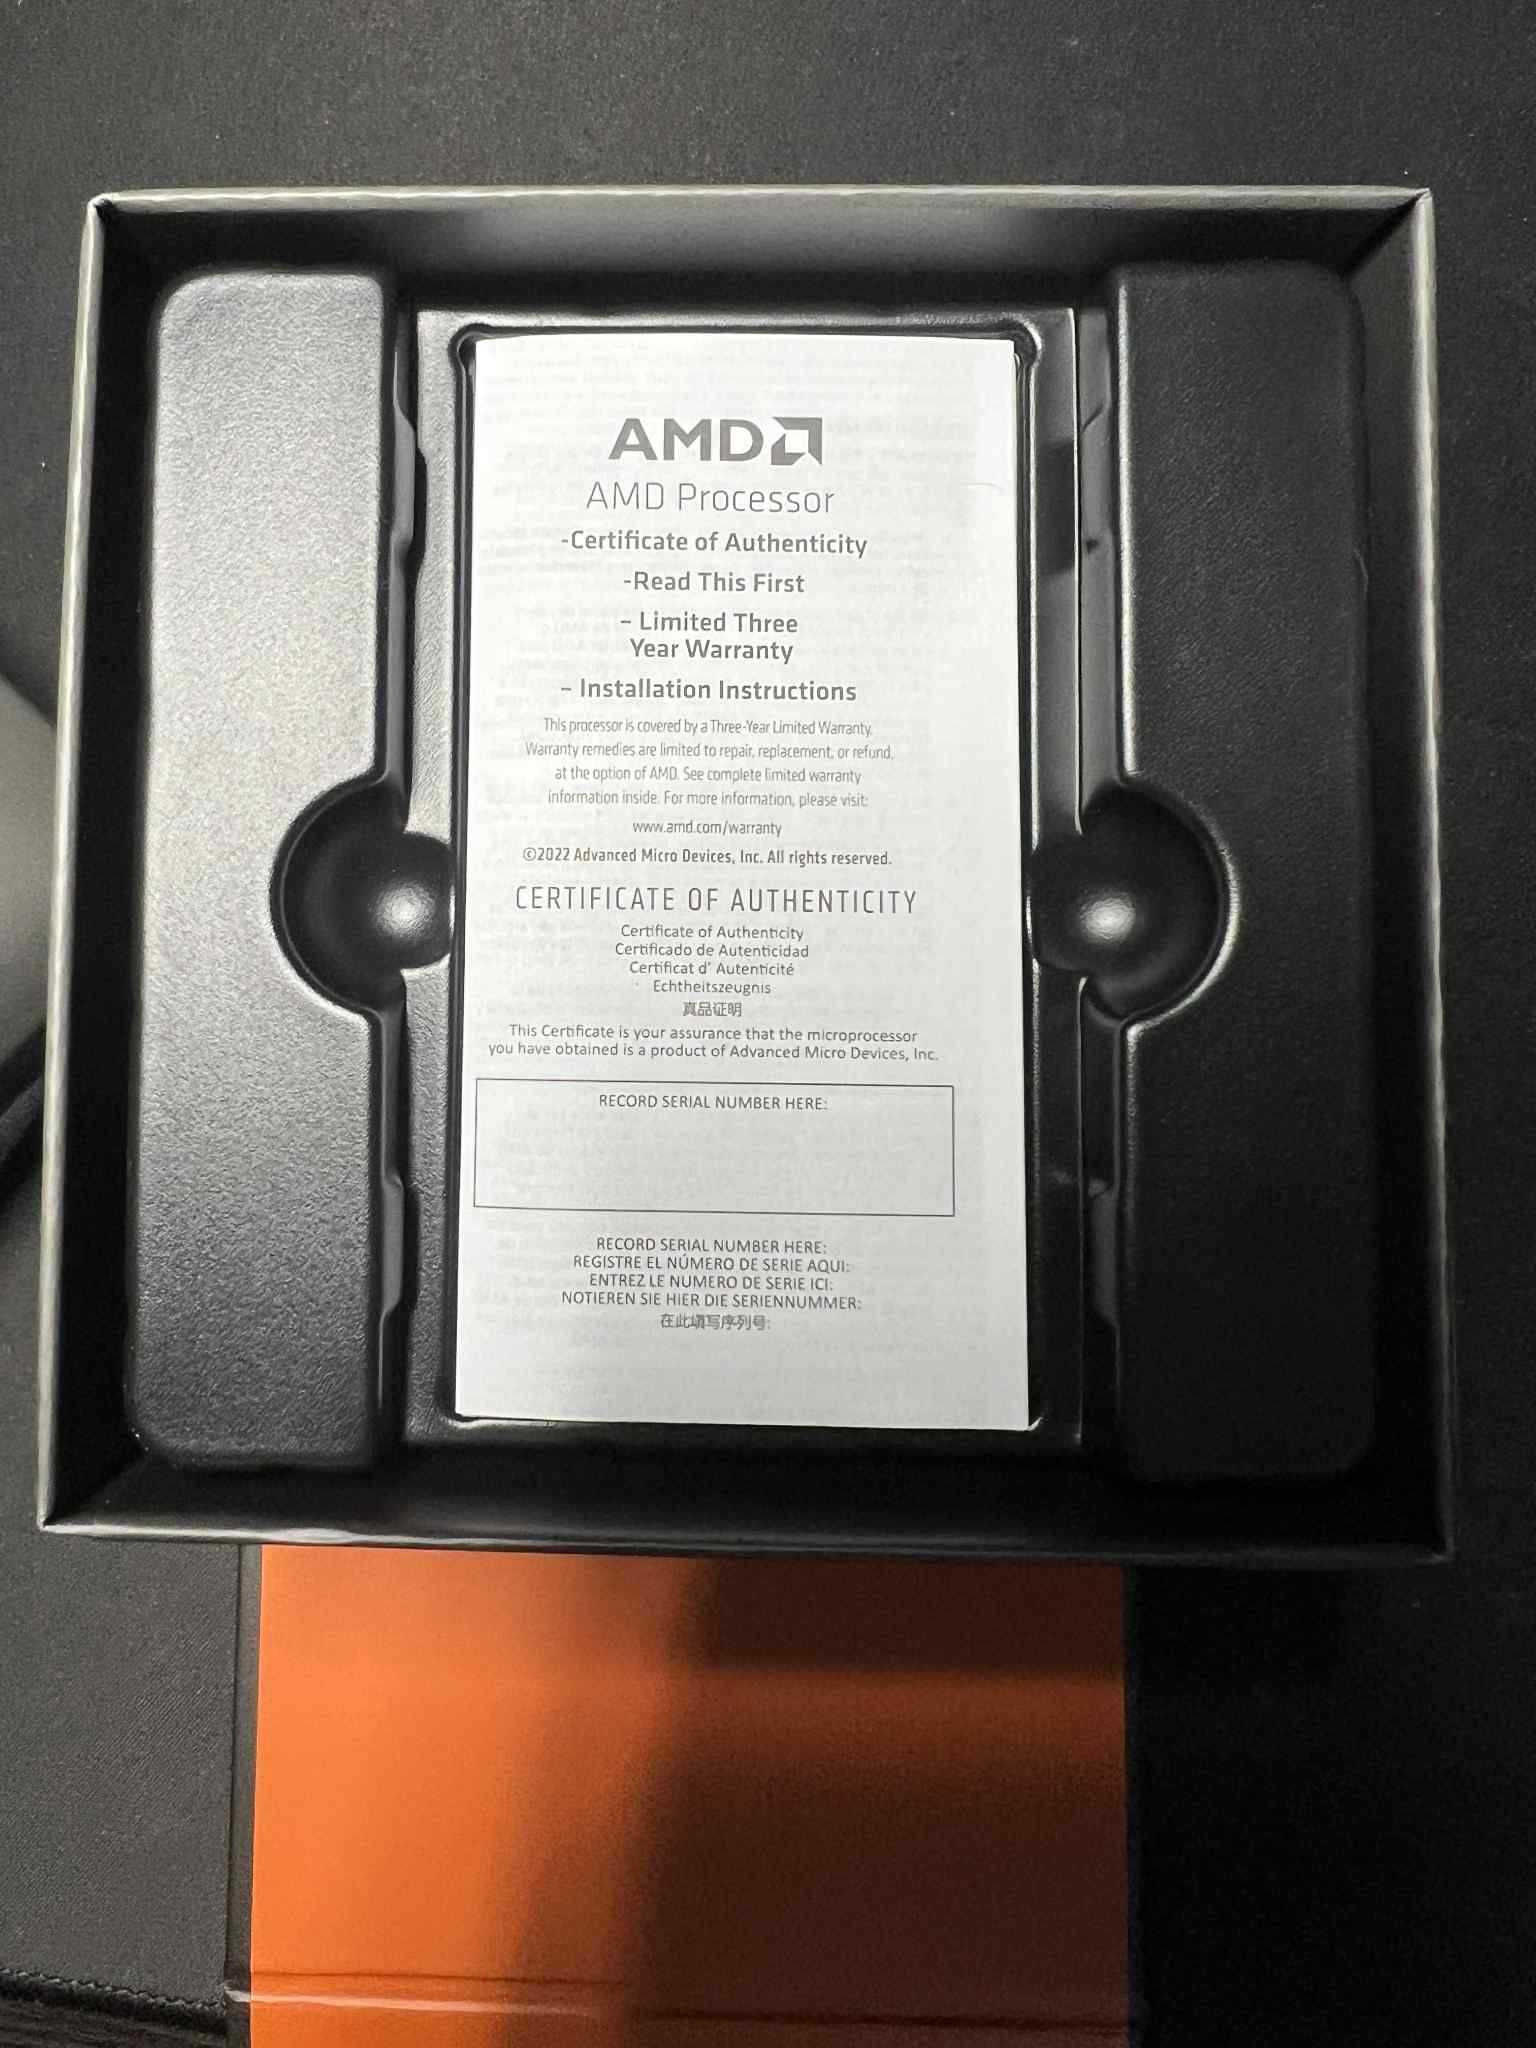 AMD
AMD Processor
-Certificate of Authenticity
-Read This First
– Limited Three
Year Warranty
– Installation Instructions
This processor is covered by a Three-Year Limited Warranty.
Warranty remedies are limited to repair, replacement, or refund,
at the option of AMD. See complete limited warranty
information inside. For more information, please visit:
www.amd.com/warranty
©2022 Advanced Micro Devices, Inc. All rights reserved.
CERTIFICATE OF AUTHENTICITY
Certificate of Authenticity
Certificado de Autenticidad
Certificat d' Autenticité
Echtheitszeugnis
真品证明
This Certificate is your assurance that the microprocessor
you have obtained is a product of Advanced Micro Devices, Inc.
RECORD SERIAL NUMBER HERE:
RECORD SERIAL NUMBER HERE:
REGISTRE EL NÚMERO DE SERIE AQUI:
ENTREZ LE NUMERO DE SERIE ICI:
NOTIEREN SIE HIER DIE SERIENNUMMER:
在此填写序列号: